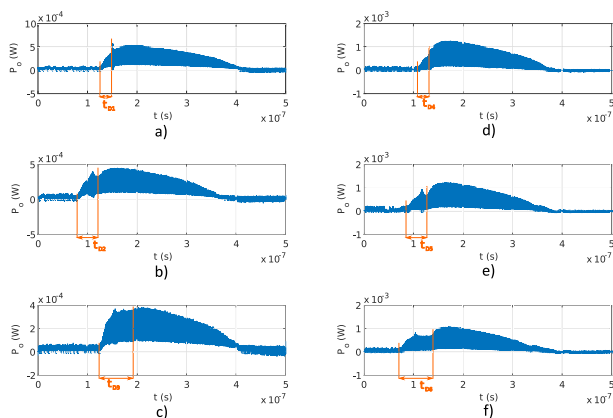 x 10⁻⁴
10
5
0
-5
P_o (W)
0 1 2 3 4 5
t_D1
t (s)
x 10⁻⁷
a)
x 10⁻³
2
1
0
-1
P_o (W)
0 1 2 3 4 5
t_D4
t (s)
x 10⁻⁷
d)
x 10⁻⁴
5
0
-5
P_o (W)
0 1 2 3 4 5
t_D2
t (s)
x 10⁻⁷
b)
x 10⁻³
2
1
0
-1
P_o (W)
0 1 2 3 4 5
t_D5
t (s)
x 10⁻⁷
e)
x 10⁻⁴
4
2
0
-2
P_o (W)
0 1 2 3 4 5
t_D3
t (s)
x 10⁻⁷
c)
x 10⁻³
2
1
0
-1
P_o (W)
0 1 2 3 4 5
t_D6
t (s)
x 10⁻⁷
f)